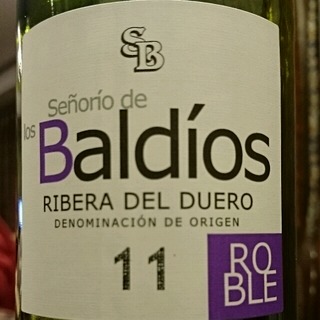 SB
Señorío de
los
Baldíos
RIBERA DEL DUERO
DENOMINACIÓN DE ORIGEN
11
RO
BLE